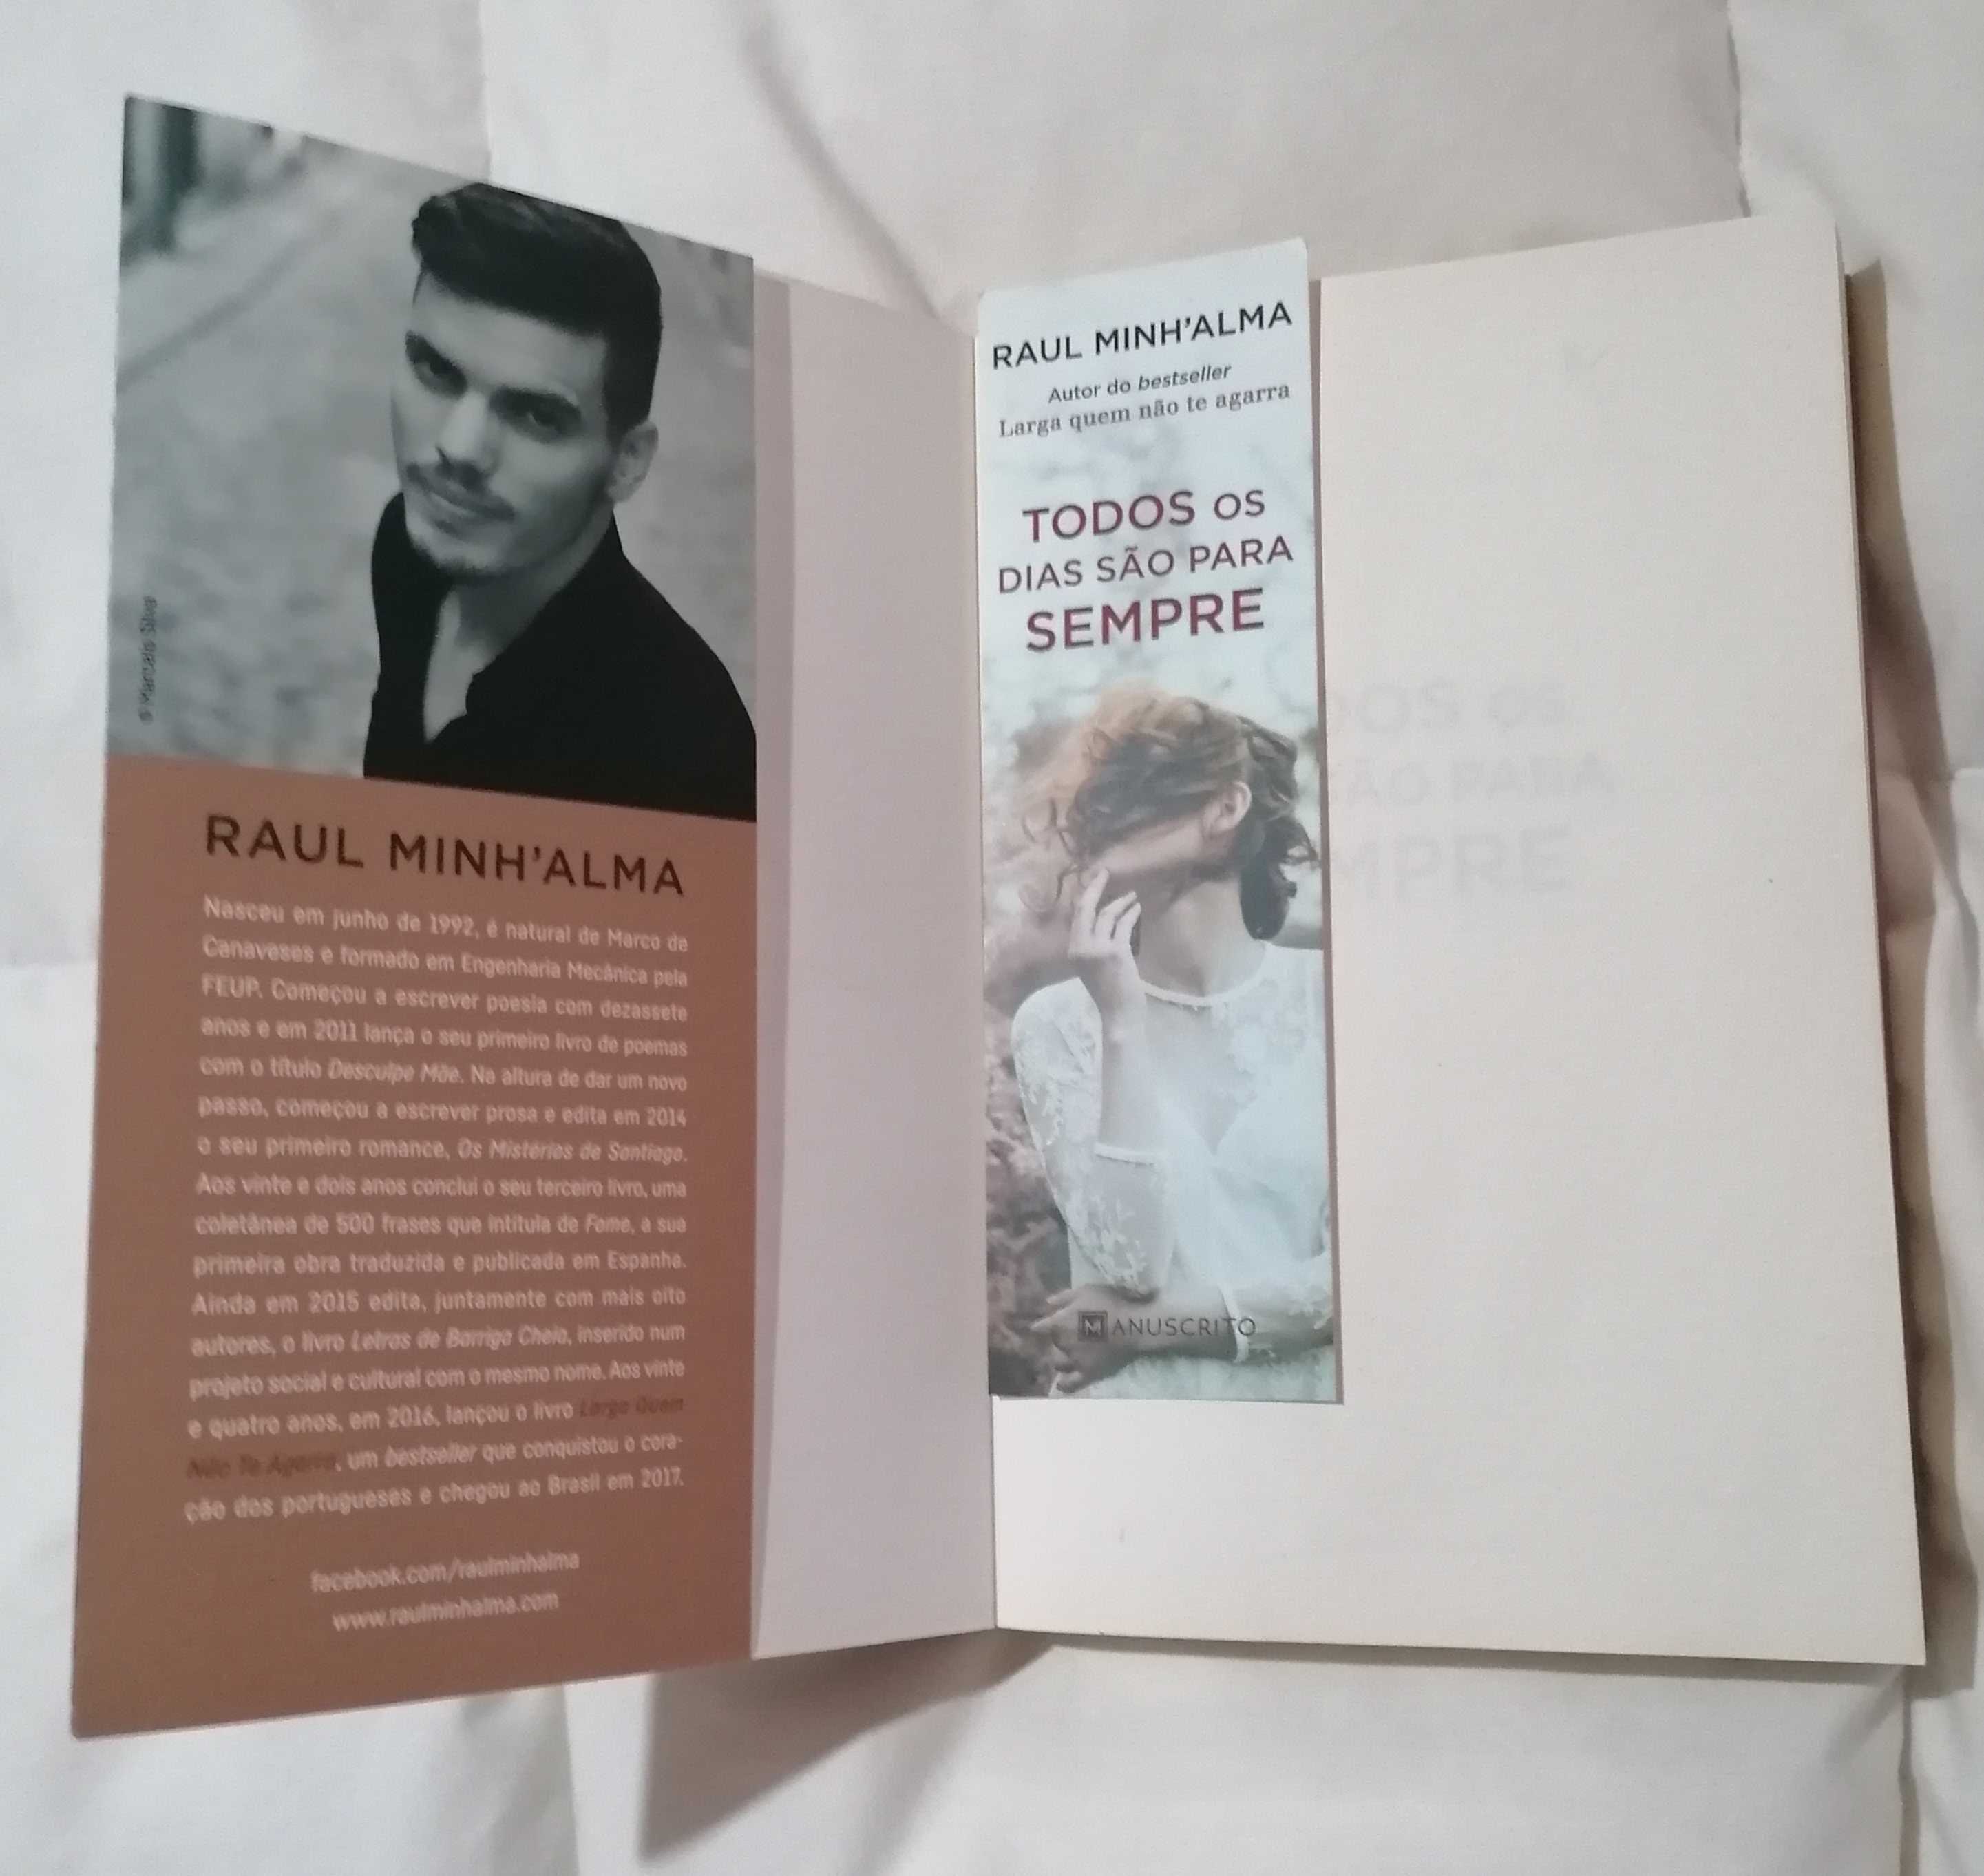 © Marcalis Silva
RAUL MINH'ALMA
Nasceu em junho de 1992, é natural de Marco de
Canaveses e formado em Engenharia Mecânica pela
FEUP. Começou a escrever poesia com dezassete
anos e em 2011 lança o seu primeiro livro de poemas
com o título Desculpe Mãe. Na altura de dar um novo
passo, começou a escrever prosa e edita em 2014
o seu primeiro romance, Os Mistérios de Santiago.
Aos vinte e dois anos conclui o seu terceiro livro, uma
coletânea de 500 frases que intitula de Fome, a sua
primeira obra traduzida e publicada em Espanha.
Ainda em 2015 edita, juntamente com mais oito
autores, o livro Letras de Barriga Cheia, inserido num
projeto social e cultural com o mesmo nome. Aos vinte
e quatro anos, em 2016, lançou o livro Larga Quem
Não Te Agarra, um bestseller que conquistou o cora-
ção dos portugueses e chegou ao Brasil em 2017.
facebook.com/raulminhalma
www.raulminhalma.com
RAUL MINH'ALMA
Autor do bestseller
Larga quem não te agarra
TODOS OS
DIAS SÃO PARA
SEMPRE
MANUSCRITO
DOS OS
ÃO PARA
MPRE